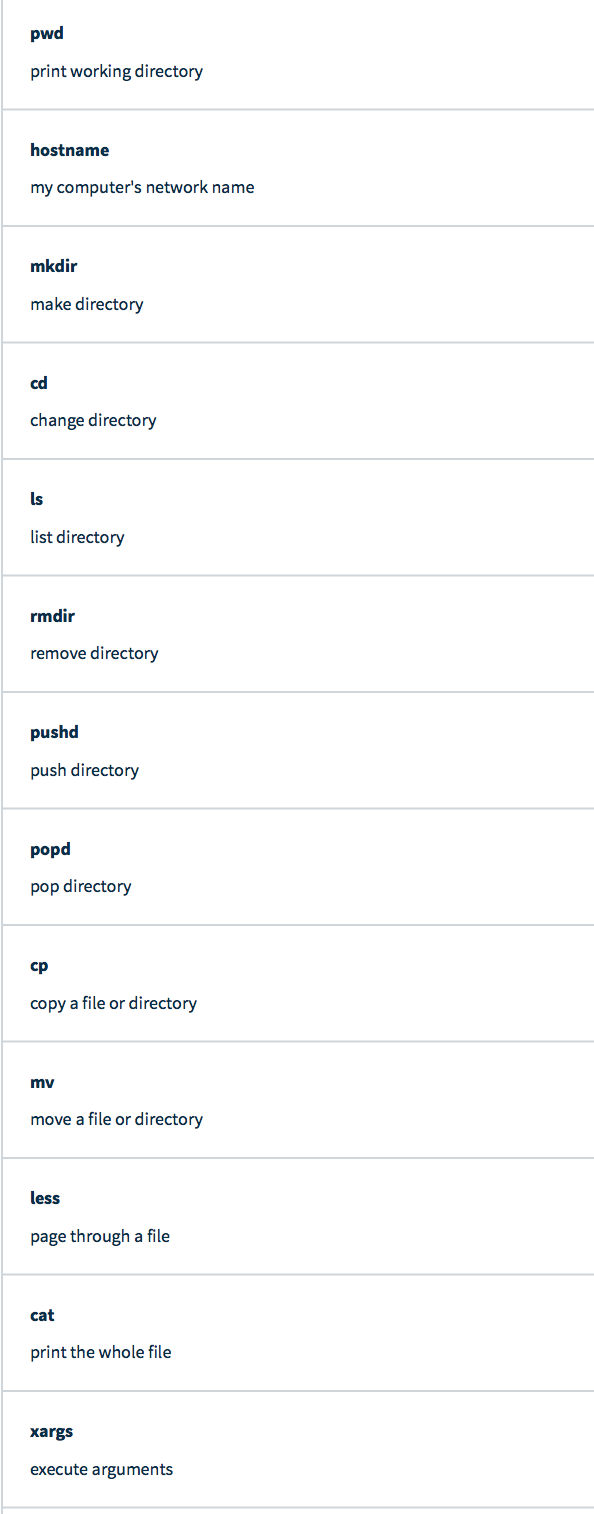 pwd
print working directory
hostname
my computer's network name
mkdir
make directory
cd
change directory
ls
list directory
rmdir
remove directory
pushd
push directory
popd
pop directory
cp
copy a file or directory
mv
move a file or directory
less
page through a file
cat
print the whole file
xargs
execute arguments